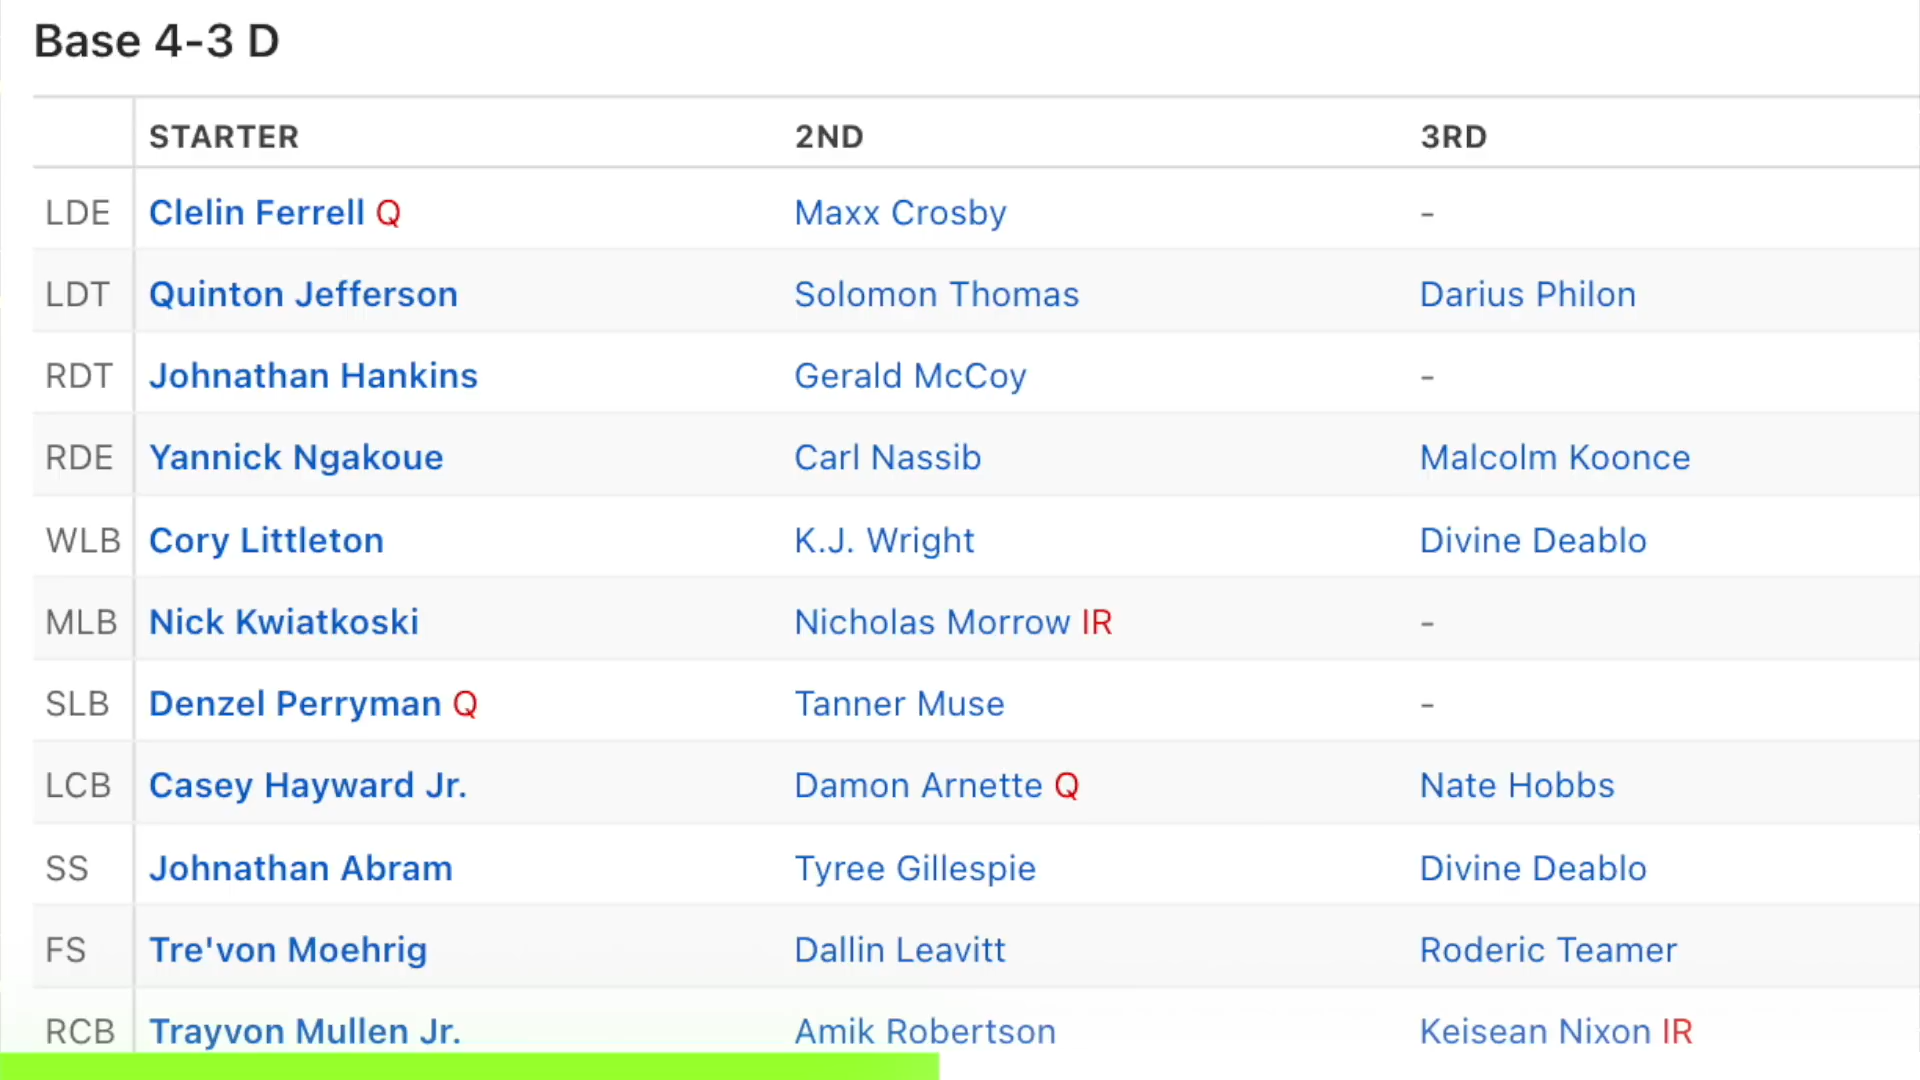 Base 4-3 D
STARTER 2ND 3RD
LDE Clelin Ferrell Q Maxx Crosby -
LDT Quinton Jefferson Solomon Thomas Darius Philon
RDT Johnathan Hankins Gerald McCoy -
RDE Yannick Ngakoue Carl Nassib Malcolm Koonce
WLB Cory Littleton K.J. Wright Divine Deablo
MLB Nick Kwiatkoski Nicholas Morrow IR -
SLB Denzel Perryman Q Tanner Muse -
LCB Casey Hayward Jr. Damon Arnette Q Nate Hobbs
SS Johnathan Abram Tyree Gillespie Divine Deablo
FS Tre'von Moehrig Dallin Leavitt Roderic Teamer
RCB Trayvon Mullen Jr. Amik Robertson Keisean Nixon IR